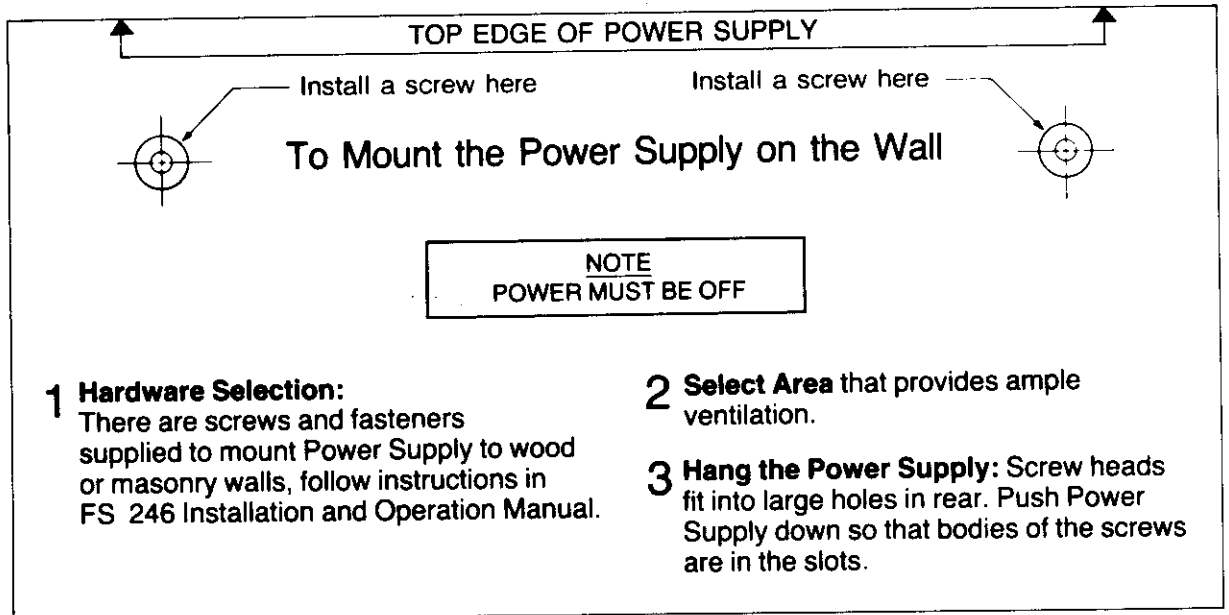 TOP EDGE OF POWER SUPPLY
Install a screw here
Install a screw here
To Mount the Power Supply on the Wall
NOTE
POWER MUST BE OFF
1 Hardware Selection:
There are screws and fasteners
supplied to mount Power Supply to wood
or masonry walls, follow instructions in
FS 246 Installation and Operation Manual.
2 Select Area that provides ample
ventilation.
3 Hang the Power Supply: Screw heads
fit into large holes in rear. Push Power
Supply down so that bodies of the screws
are in the slots.